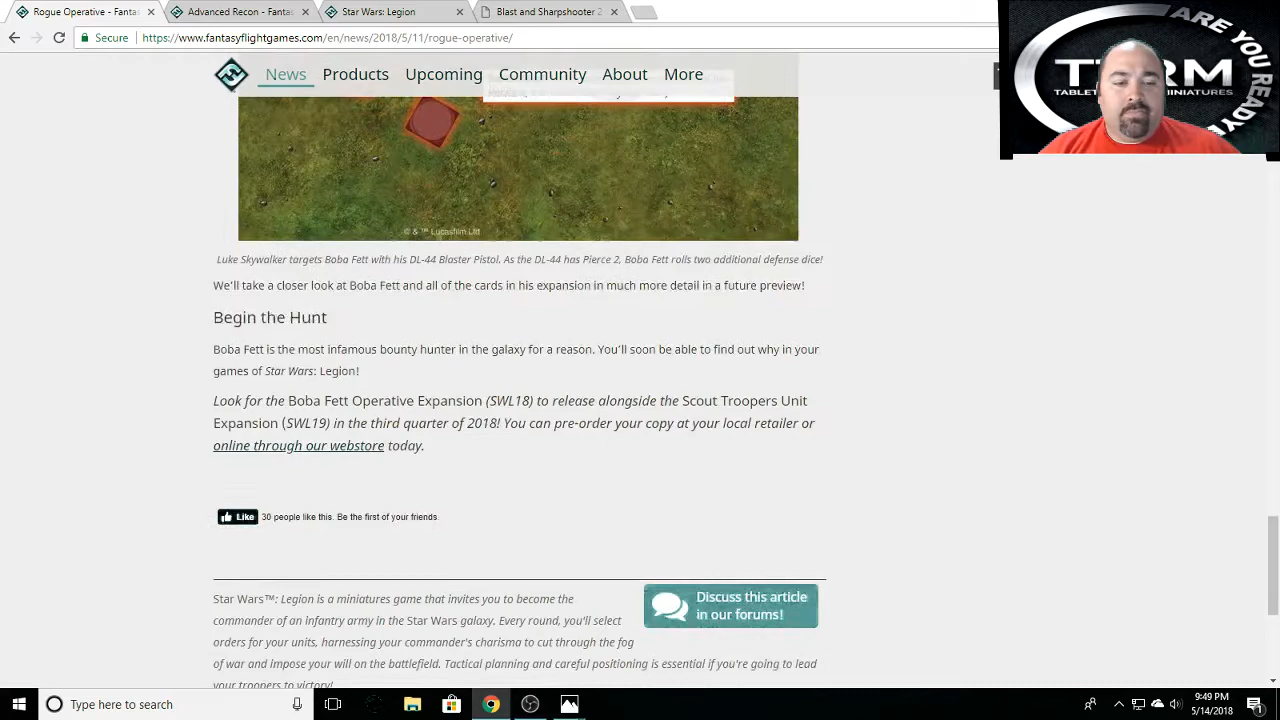 Rogue Operative - Fantas
Advanced Recon - Fantas
Star Wars: Legion
Blast and Sharpshooter 2
Secure
https://www.fantasyflightgames.com/en/news/2018/5/11/rogue-operative/
News Products Upcoming Community About More
ARE YOU READY
© & ™ Lucasfilm Ltd
Luke Skywalker targets Boba Fett with his DL-44 Blaster Pistol. As the DL-44 has Pierce 2, Boba Fett rolls two additional defense dice!
We'll take a closer look at Boba Fett and all of the cards in his expansion in much more detail in a future preview!
Begin the Hunt
Boba Fett is the most infamous bounty hunter in the galaxy for a reason. You'll soon be able to find out why in your
games of Star Wars: Legion!
Look for the Boba Fett Operative Expansion (SWL18) to release alongside the Scout Troopers Unit
Expansion (SWL19) in the third quarter of 2018! You can pre-order your copy at your local retailer or
online through our webstore today.
Like 30 people like this. Be the first of your friends.
Discuss this article
in our forums!
Star Wars™: Legion is a miniatures game that invites you to become the
commander of an infantry army in the Star Wars galaxy. Every round, you'll select
orders for your units, harnessing your commander's charisma to cut through the fog
of war and impose your will on the battlefield. Tactical planning and careful positioning is essential if you're going to lead
your troopers to victory!
Type here to search
9:49 PM
5/14/2018